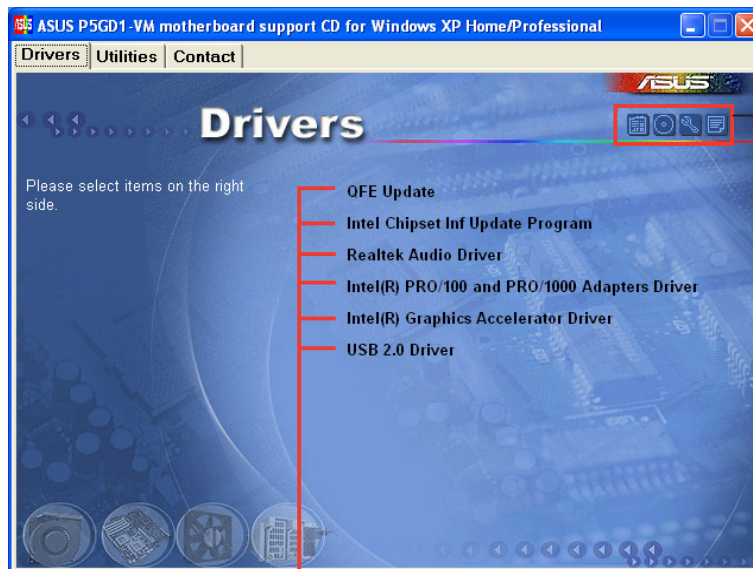 ASUS P5GD1-VM motherboard support CD for Windows XP Home/Professional
Drivers Utilities Contact
ASUS
Drivers
Please select items on the right
side.
QFE Update
Intel Chipset Inf Update Program
Realtek Audio Driver
Intel(R) PRO/100 and PRO/1000 Adapters Driver
Intel(R) Graphics Accelerator Driver
USB 2.0 Driver